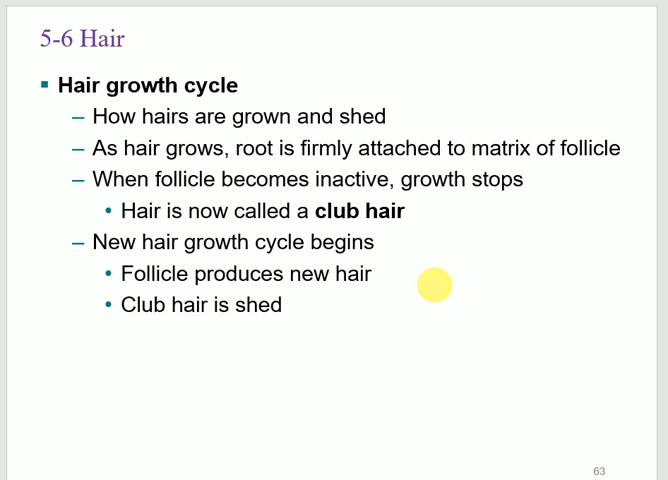 5-6 Hair
▪ Hair growth cycle
– How hairs are grown and shed
– As hair grows, root is firmly attached to matrix of follicle
– When follicle becomes inactive, growth stops
• Hair is now called a club hair
– New hair growth cycle begins
• Follicle produces new hair
• Club hair is shed
63